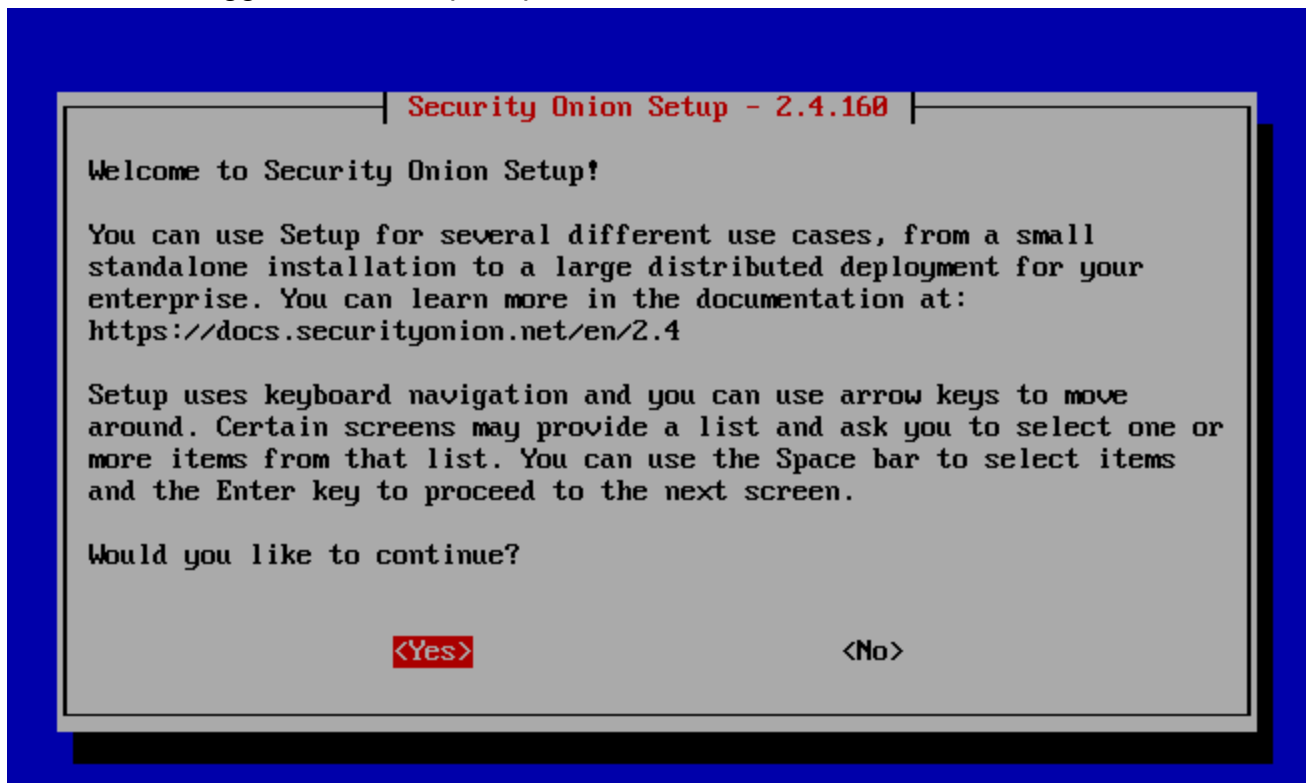 Security Onion Setup - 2.4.160
Welcome to Security Onion Setup!
You can use Setup for several different use cases, from a small
standalone installation to a large distributed deployment for your
enterprise. You can learn more in the documentation at:
https://docs.securityonion.net/en/2.4
Setup uses keyboard navigation and you can use arrow keys to move
around. Certain screens may provide a list and ask you to select one or
more items from that list. You can use the Space bar to select items
and the Enter key to proceed to the next screen.
Would you like to continue?
<Yes> <No>